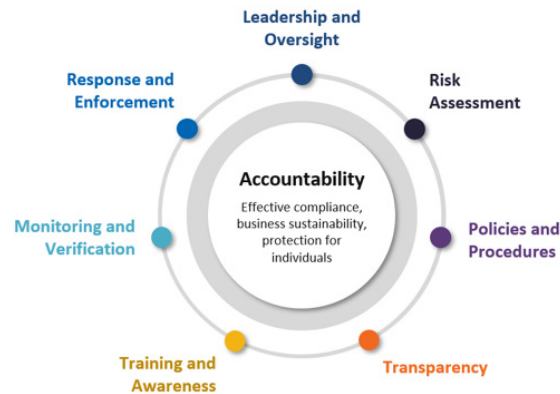 Leadership and
Oversight
Response and
Enforcement
Risk
Assessment
Accountability
Effective compliance,
business sustainability,
protection for
individuals
Monitoring and
Verification
Policies and
Procedures
Training and
Awareness
Transparency